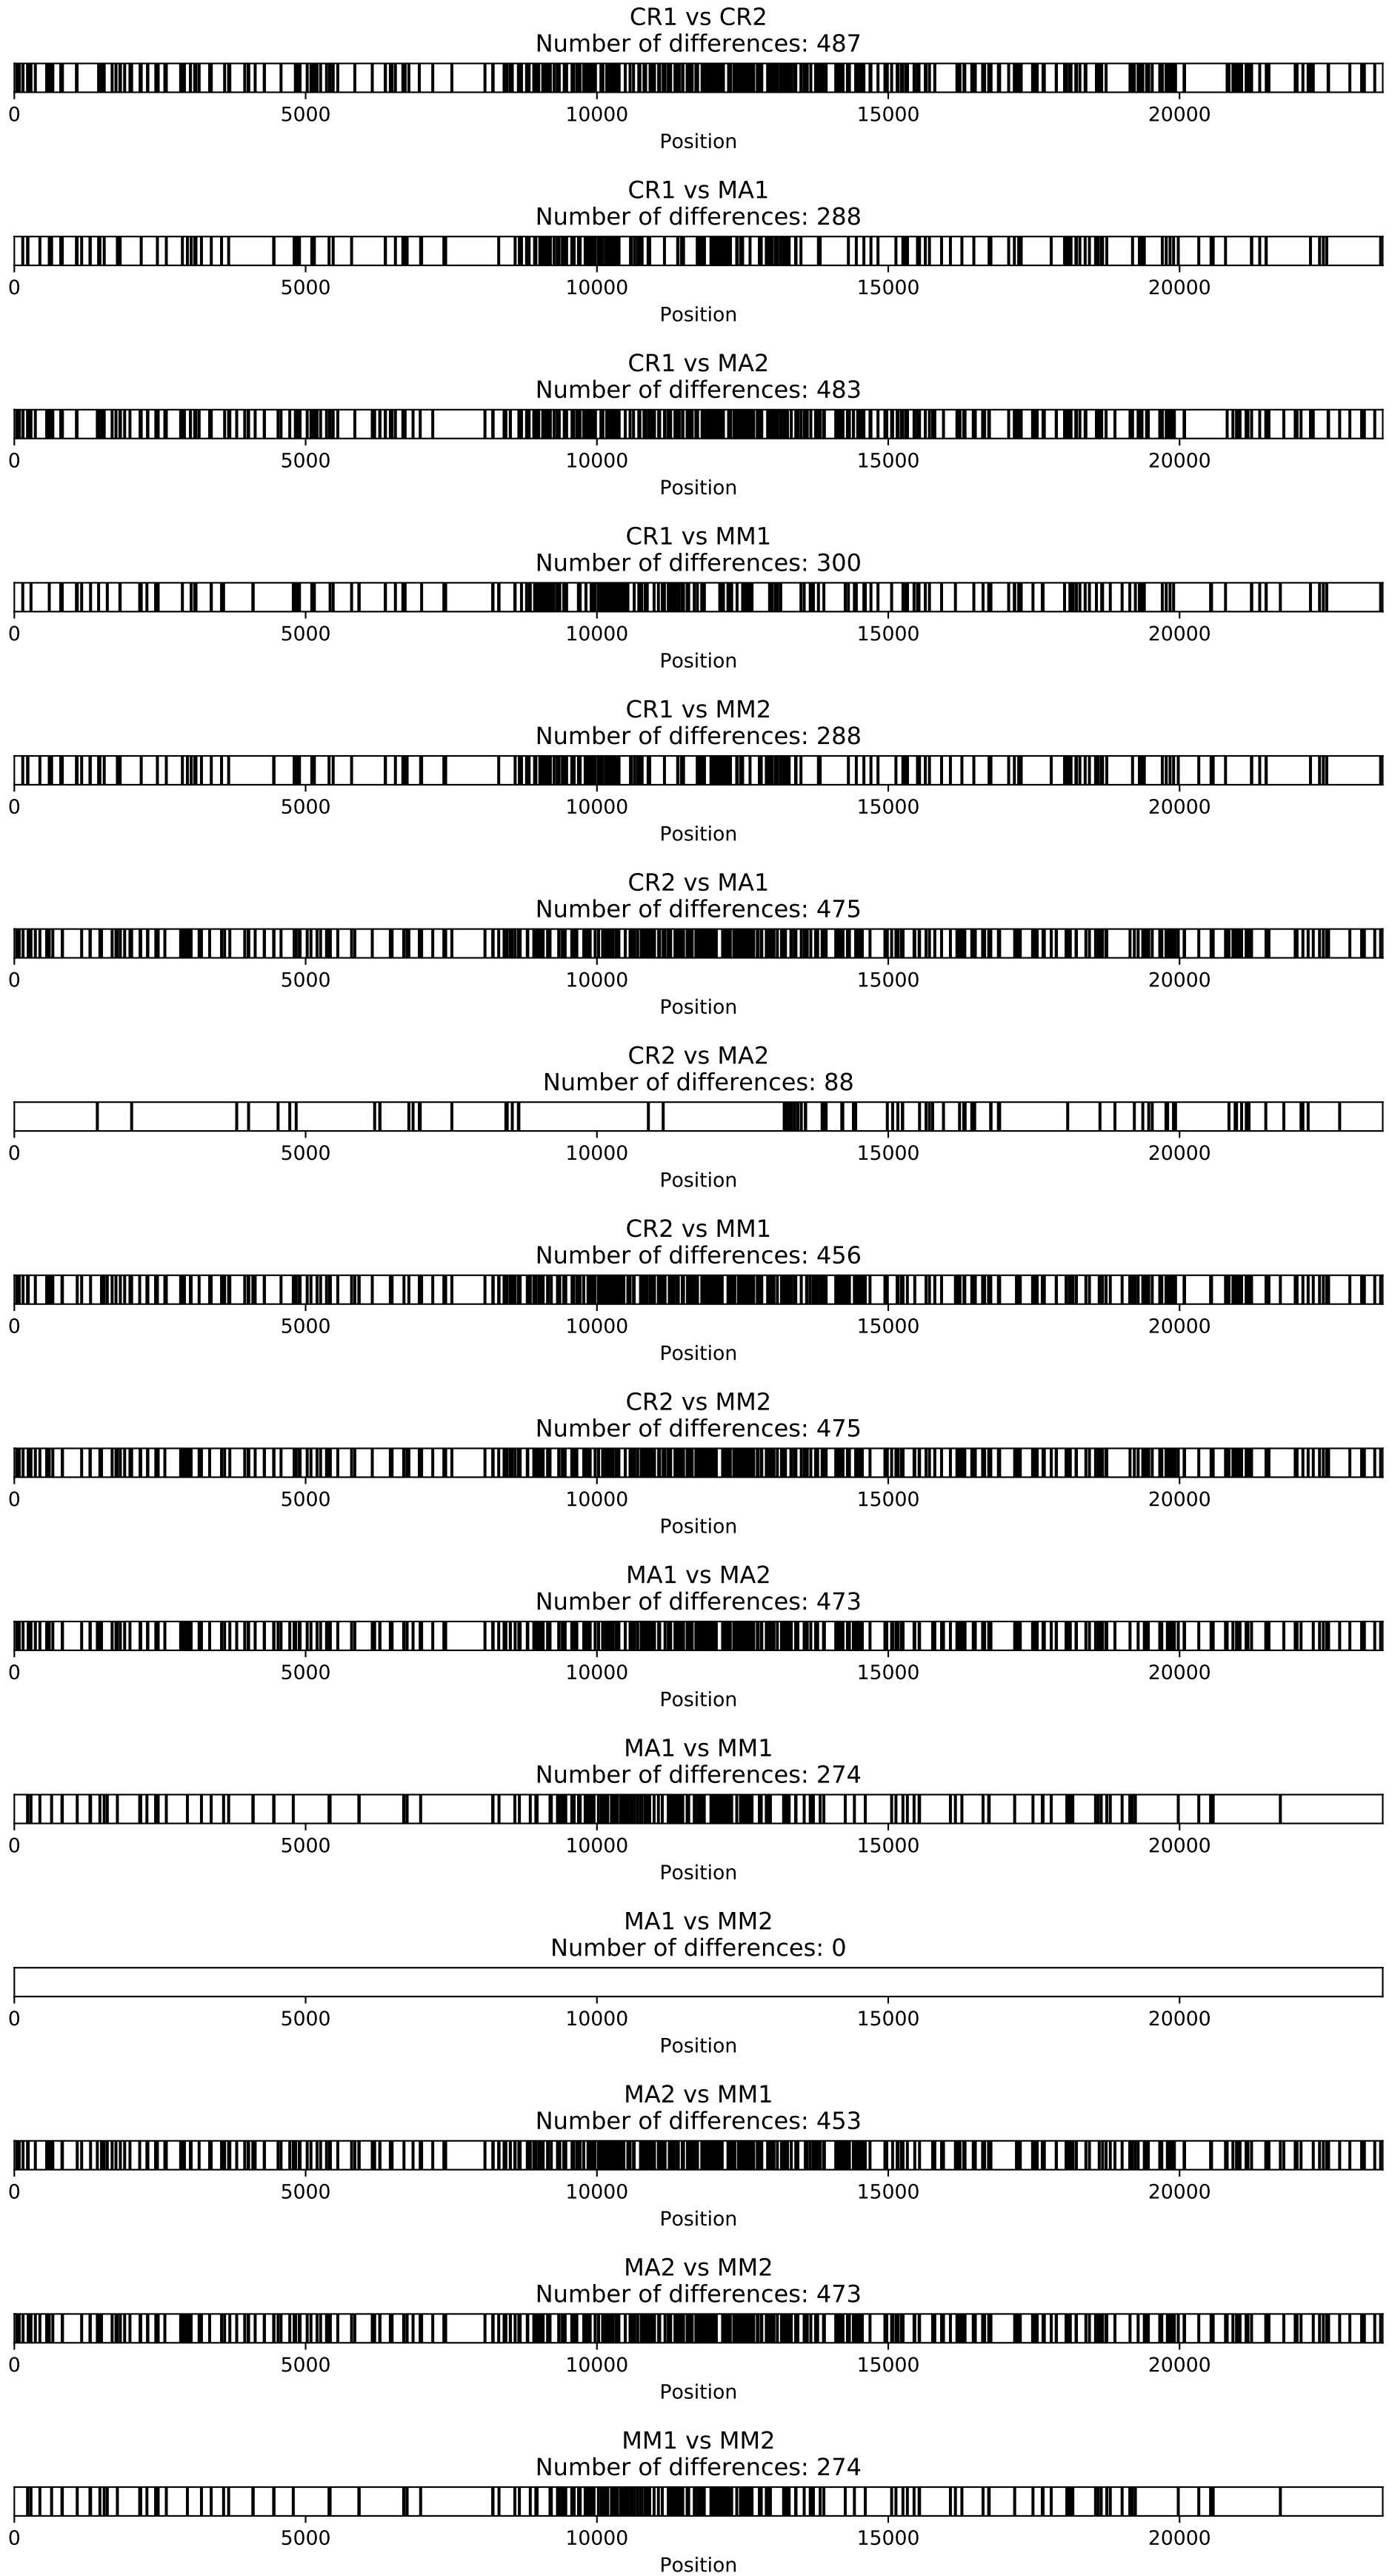 CR1 vs CR2
Number of differences: 487
0 5000 10000 15000 20000
Position
CR1 vs MA1
Number of differences: 288
0 5000 10000 15000 20000
Position
CR1 vs MA2
Number of differences: 483
0 5000 10000 15000 20000
Position
CR1 vs MM1
Number of differences: 300
0 5000 10000 15000 20000
Position
CR1 vs MM2
Number of differences: 288
0 5000 10000 15000 20000
Position
CR2 vs MA1
Number of differences: 475
0 5000 10000 15000 20000
Position
CR2 vs MA2
Number of differences: 88
0 5000 10000 15000 20000
Position
CR2 vs MM1
Number of differences: 456
0 5000 10000 15000 20000
Position
CR2 vs MM2
Number of differences: 475
0 5000 10000 15000 20000
Position
MA1 vs MA2
Number of differences: 473
0 5000 10000 15000 20000
Position
MA1 vs MM1
Number of differences: 274
0 5000 10000 15000 20000
Position
MA1 vs MM2
Number of differences: 0
0 5000 10000 15000 20000
Position
MA2 vs MM1
Number of differences: 453
0 5000 10000 15000 20000
Position
MA2 vs MM2
Number of differences: 473
0 5000 10000 15000 20000
Position
MM1 vs MM2
Number of differences: 274
0 5000 10000 15000 20000
Position